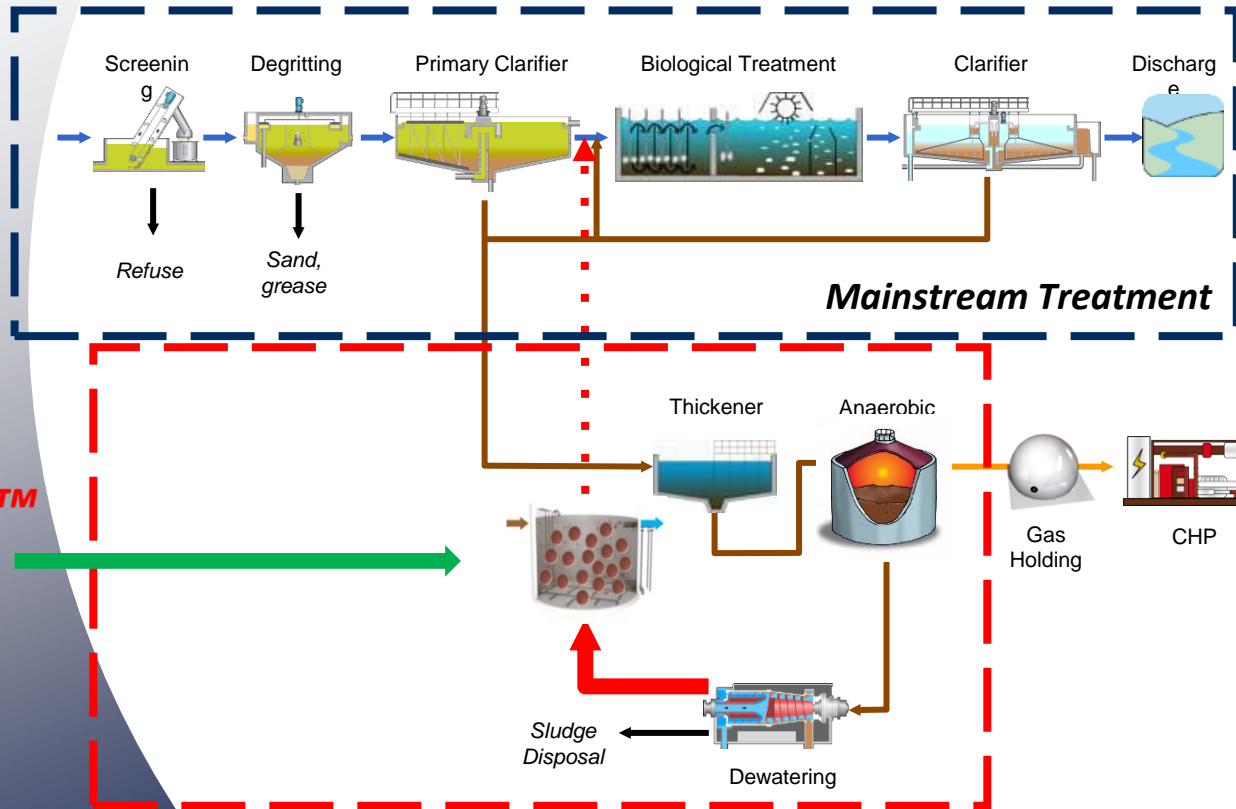 Screenin
g
Degritting
Primary Clarifier
Biological Treatment
Clarifier
Discharg
e
Refuse
Sand,
grease
Mainstream Treatment
Thickener
Anaerobic
TM
Gas
Holding
CHP
Sludge
Disposal
Dewatering